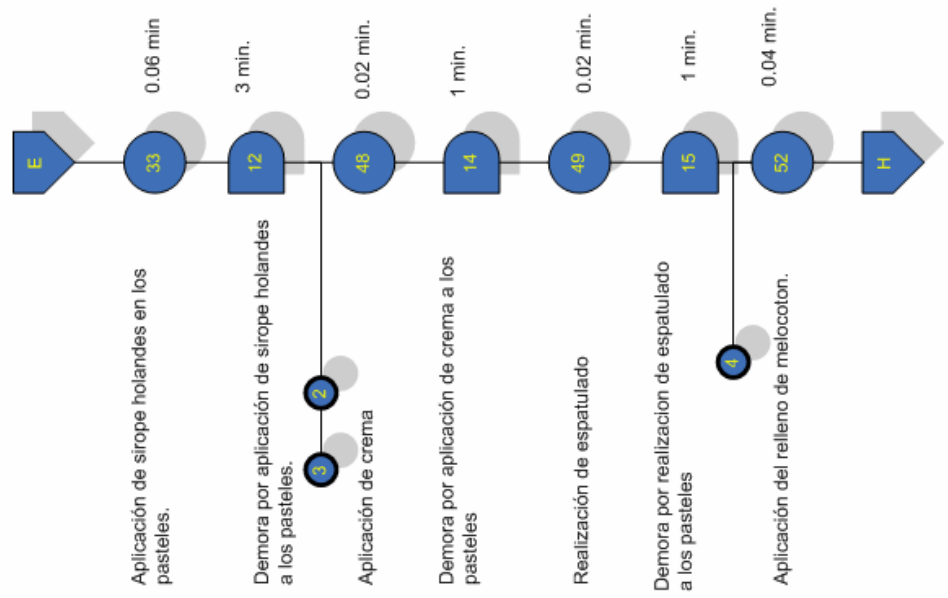 E
Aplicación de sirope holandes en los
pasteles.
33
0.06 min
Demora por aplicación de sirope holandes
a los pasteles.
12
3 min.
3
2
Aplicación de crema
48
0.02 min.
Demora por aplicación de crema a los
pasteles
14
1 min.
Realización de espatulado
49
0.02 min.
Demora por realizacion de espatulado
a los pasteles
15
1 min.
4
Aplicación del relleno de melocoton.
52
0.04 min.
H